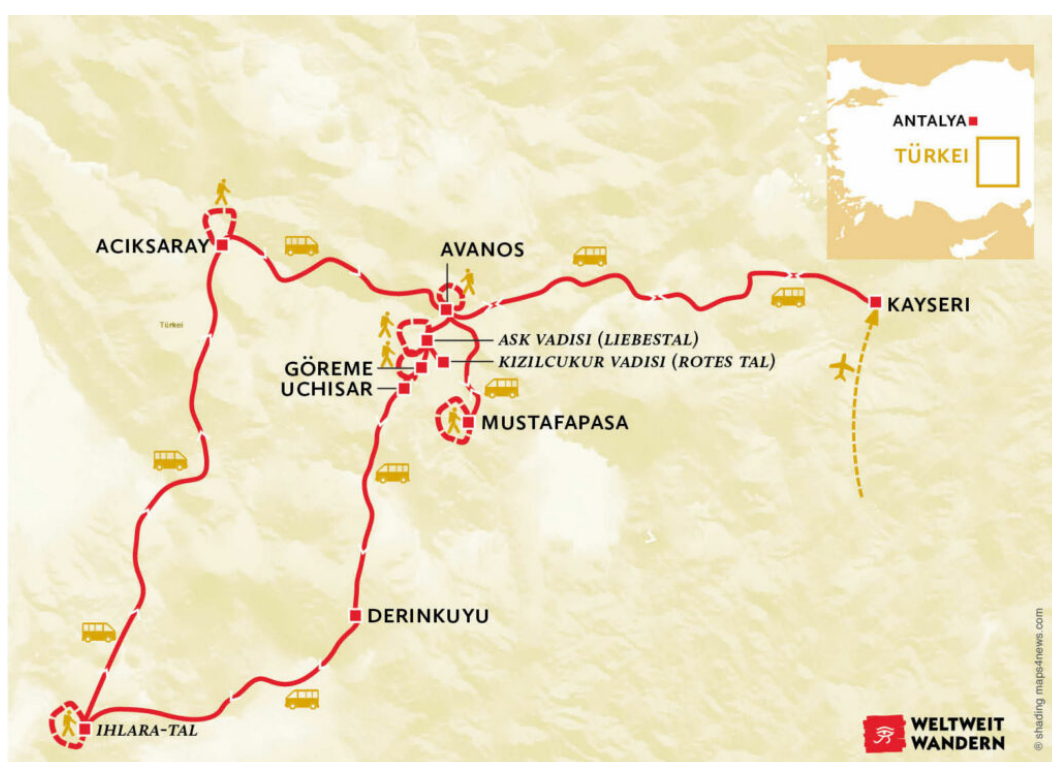 ANTALYA
TÜRKEI
ACIKSARAY
AVANOS
KAYSERI
Türkei
ASK VADISI (LIEBESTAL)
KIZILCUKUR VADISI (ROTES TAL)
GÖREME
UCHISAR
MUSTAFAPASA
DERINKUYU
IHLARA-TAL
WELTWEIT
WANDERN
© shading maps4news.com